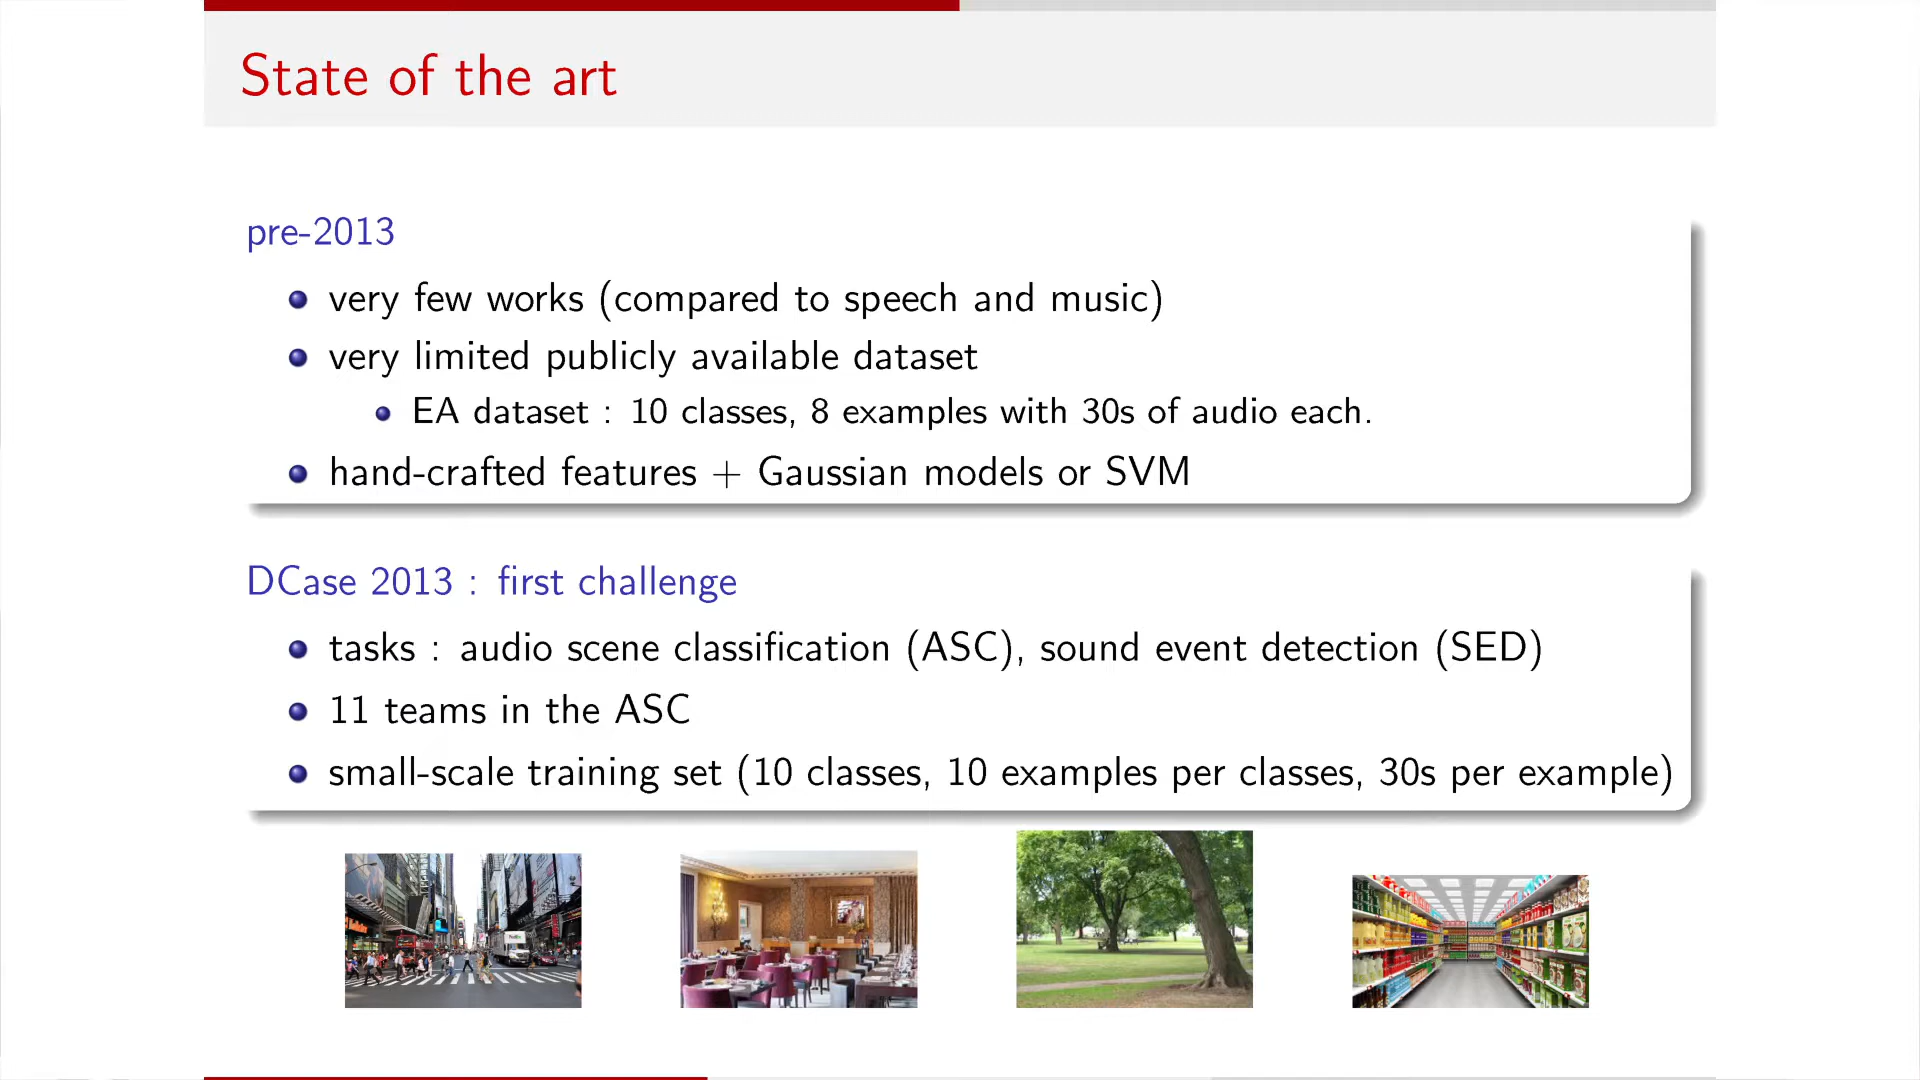 State of the art
pre-2013
very few works (compared to speech and music)
very limited publicly available dataset
EA dataset : 10 classes, 8 examples with 30s of audio each.
hand-crafted features + Gaussian models or SVM
DCase 2013 : first challenge
tasks : audio scene classification (ASC), sound event detection (SED)
11 teams in the ASC
small-scale training set (10 classes, 10 examples per classes, 30s per example)